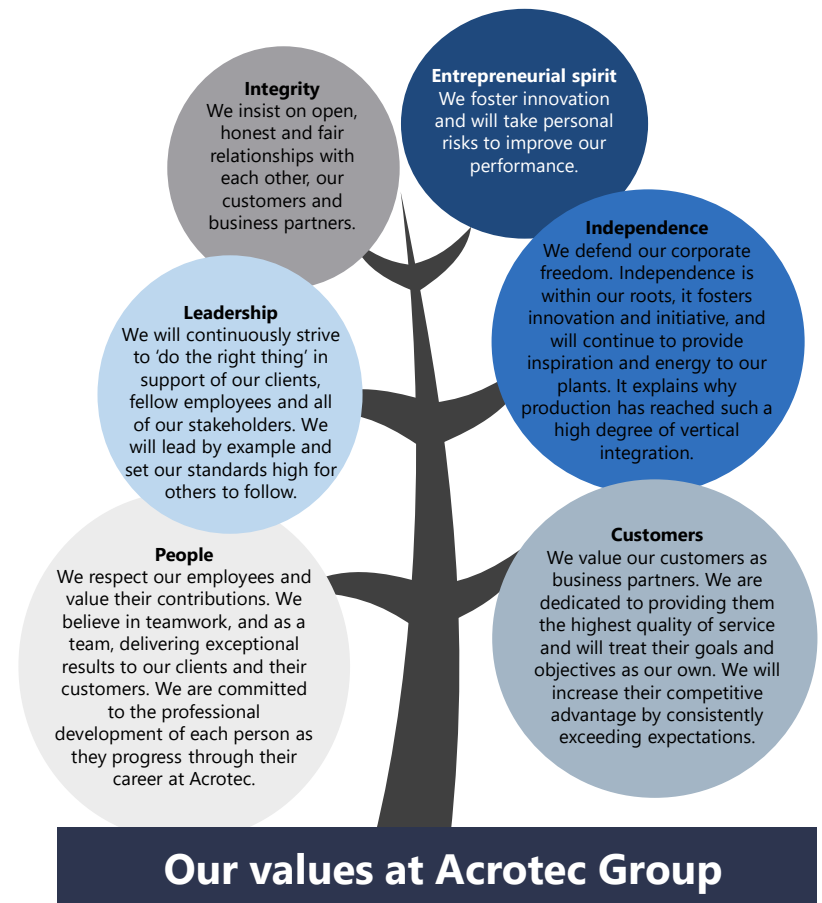 Integrity
We insist on open,
honest and fair
relationships with
each other, our
customers and
business partners.
Entrepreneurial spirit
We foster innovation
and will take personal
risks to improve our
performance.
Leadership
We will continuously strive
to ‘do the right thing’ in
support of our clients,
fellow employees and all
of our stakeholders. We
will lead by example and
set our standards high for
others to follow.
Independence
We defend our corporate
freedom. Independence is
within our roots, it fosters
innovation and initiative, and
will continue to provide
inspiration and energy to our
plants. It explains why
production has reached such a
high degree of vertical
integration.
People
We respect our employees and
value their contributions. We
believe in teamwork, and as a
team, delivering exceptional
results to our clients and their
customers. We are committed
to the professional
development of each person as
they progress through their
career at Acrotec.
Customers
We value our customers as
business partners. We are
dedicated to providing them
the highest quality of service
and will treat their goals and
objectives as our own. We will
increase their competitive
advantage by consistently
exceeding expectations.
Our values at Acrotec Group